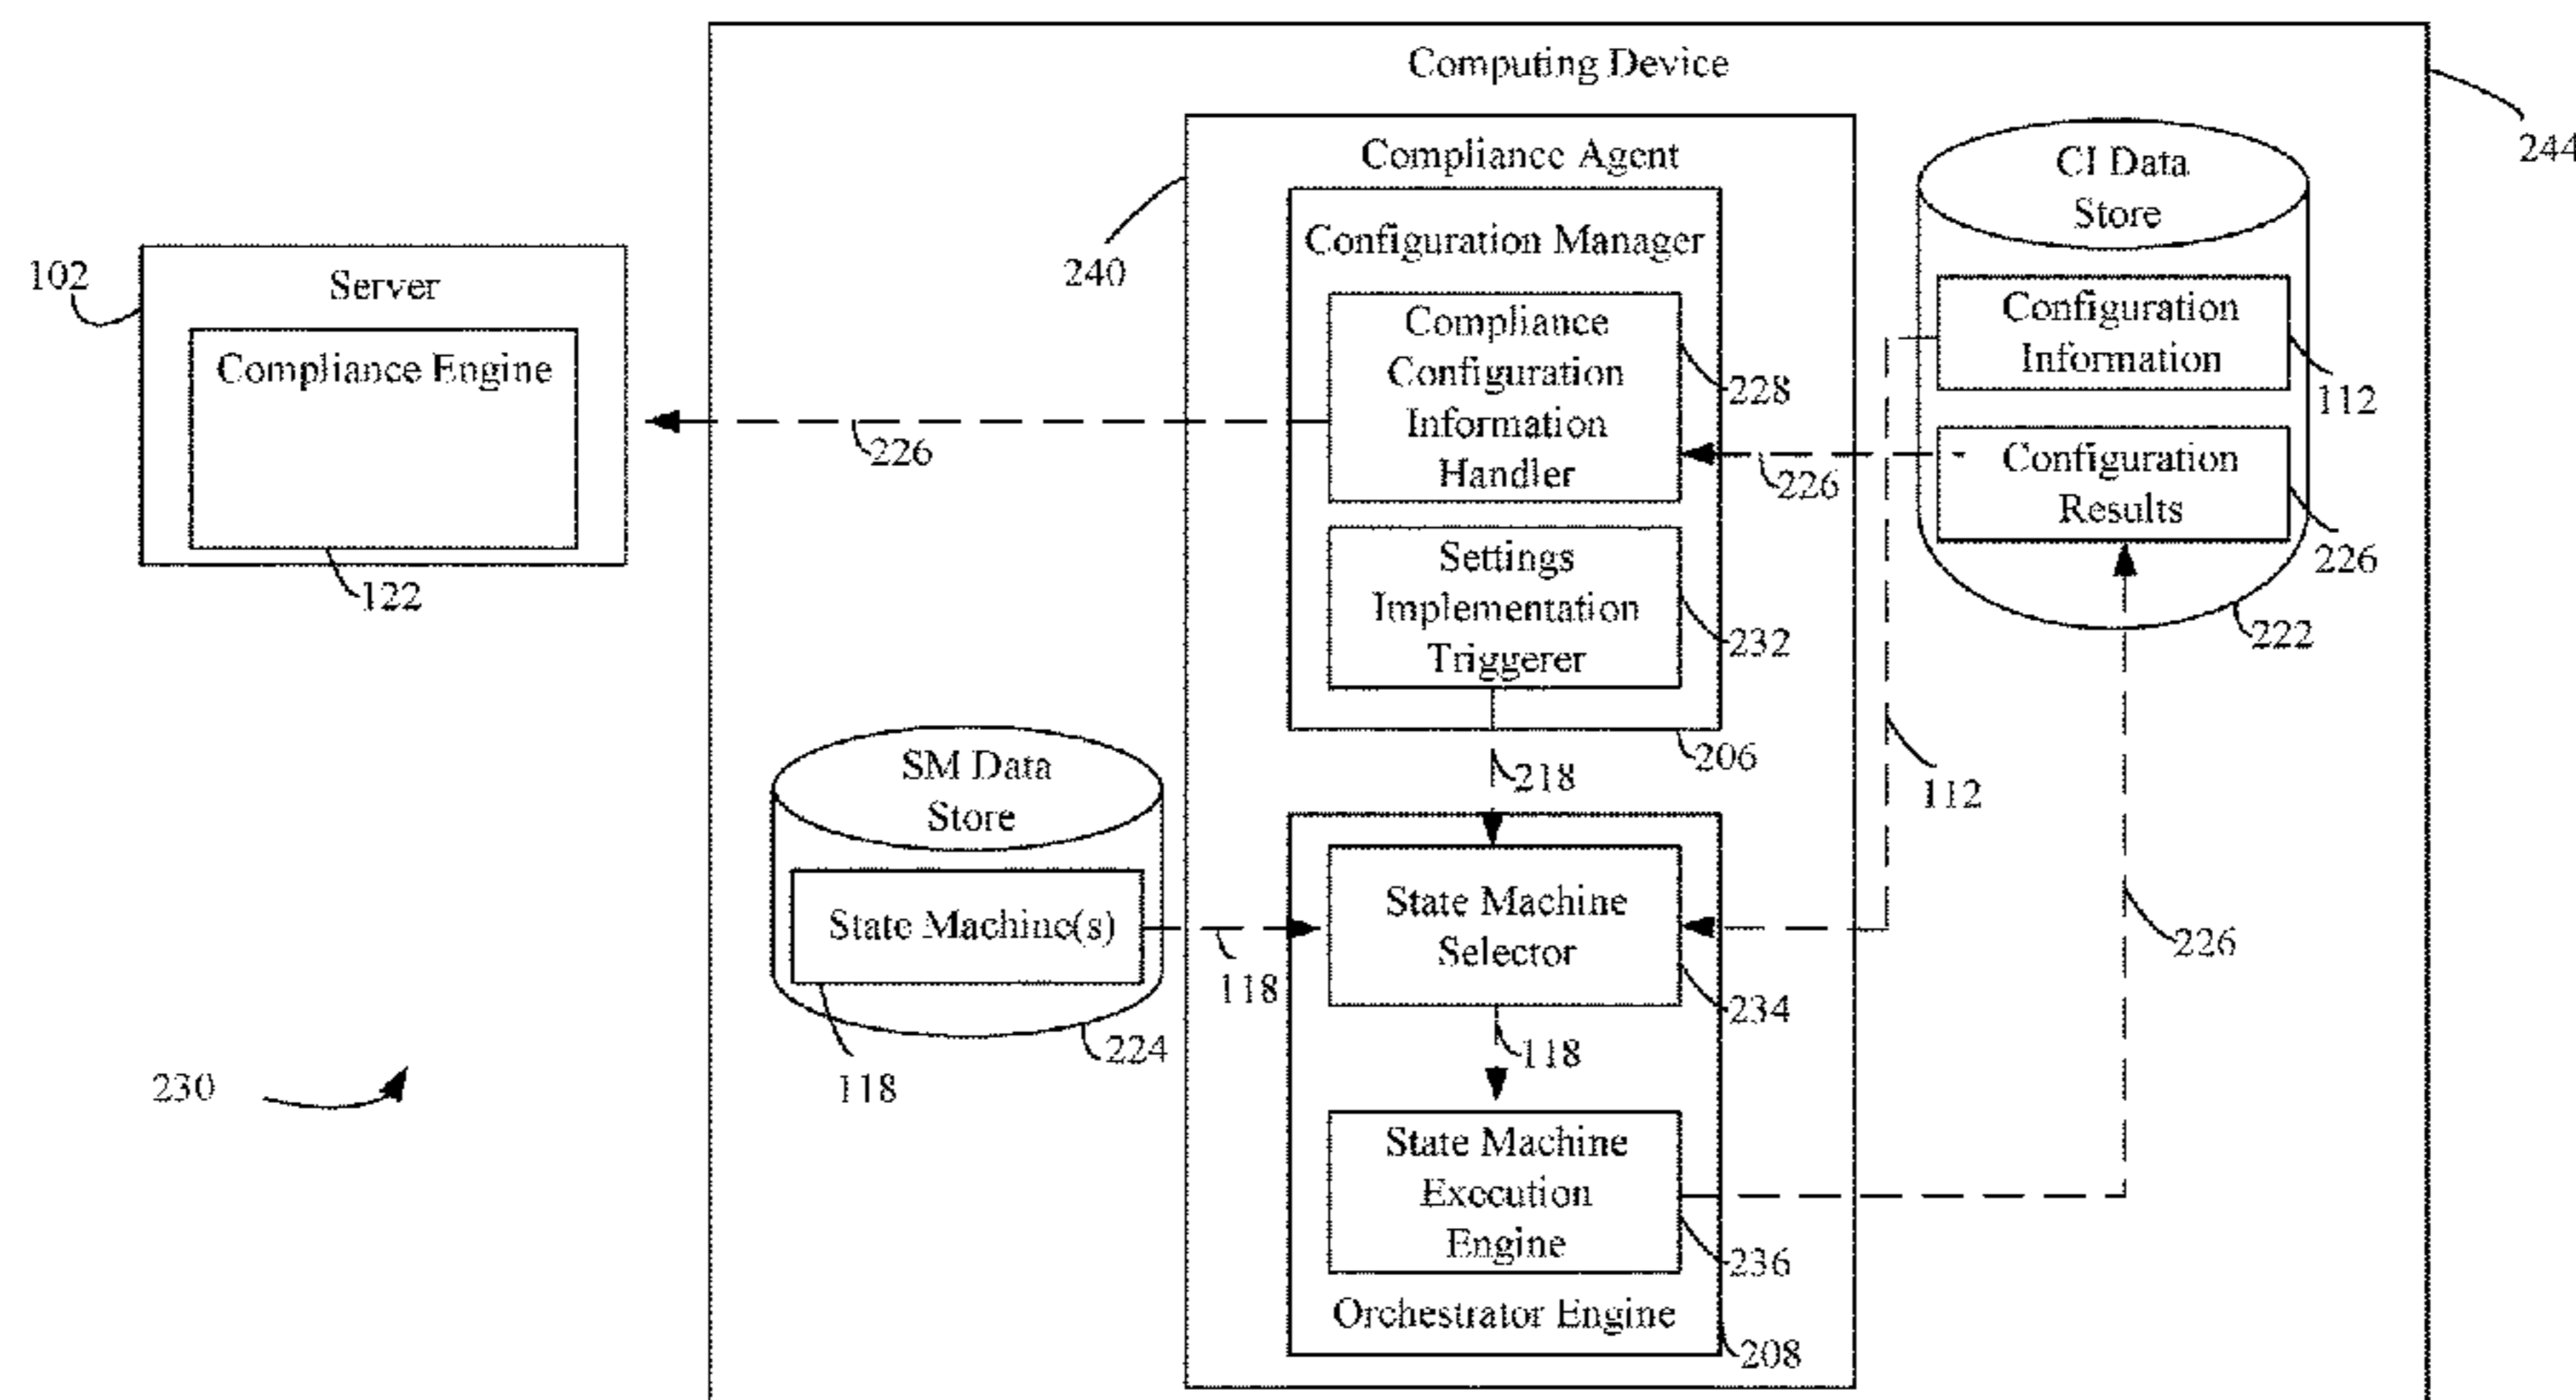 Computing Device
244
Compliance Agent
240
Configuration Manager
Compliance
Configuration
Information
Handler
228
Settings
Implementation
Triggerer
232
206
218
CI Data
Store
Configuration
Information
112
Configuration
Results
226
222
226
226
102
Server
Compliance Engine
122
SM Data
Store
State Machine(s)
118
224
118
State Machine
Selector
234
118
State Machine
Execution
Engine
236
Orchestrator Engine
208
112
226
230